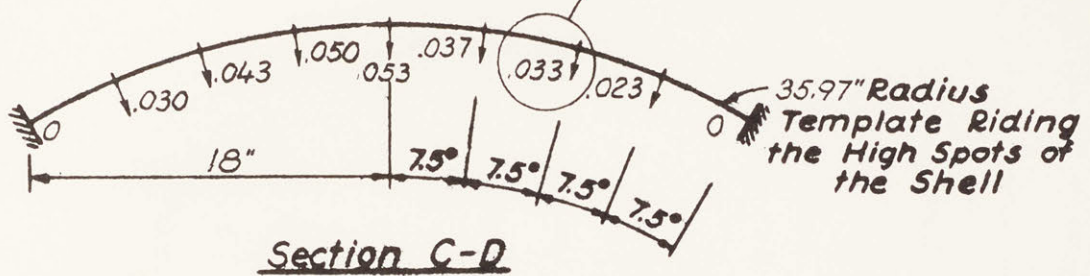 0 .030 .043 .050 .053 .037 .033 .023 0
35.97" Radius
Template Riding
the High Spots of
the Shell
18" 7.5° 7.5° 7.5° 7.5°
Section C-D